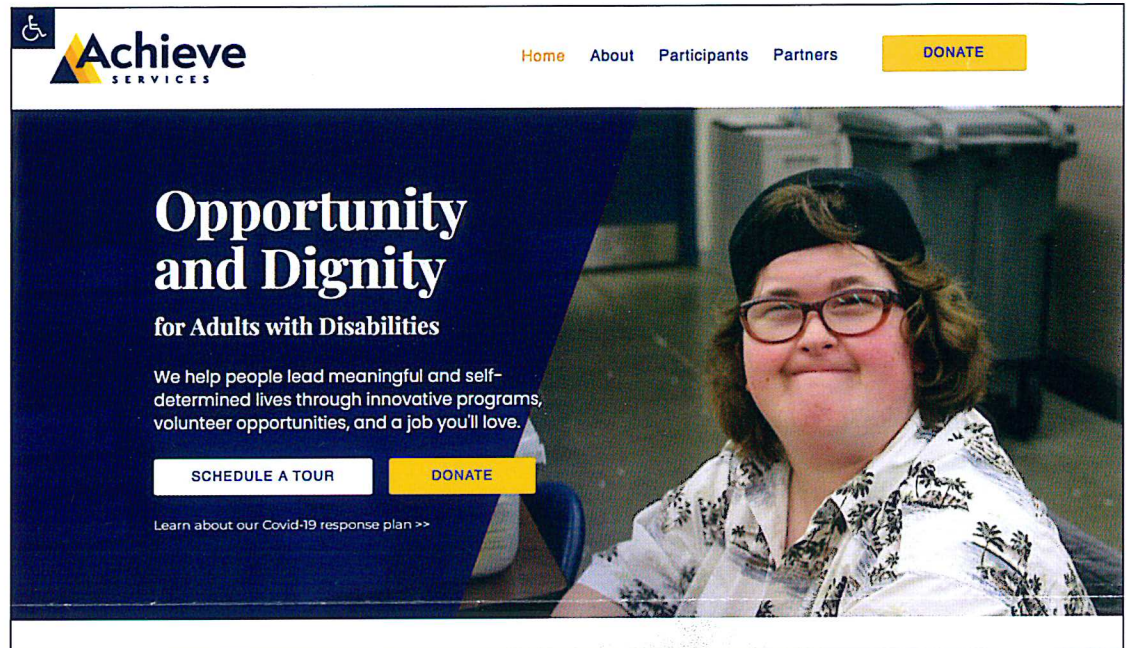 Achieve
SERVICES
Home About Participants Partners DONATE
Opportunity
and Dignity
for Adults with Disabilities
We help people lead meaningful and self-
determined lives through innovative programs,
volunteer opportunities, and a job you'll love.
SCHEDULE A TOUR DONATE
Learn about our Covid-19 response plan >>